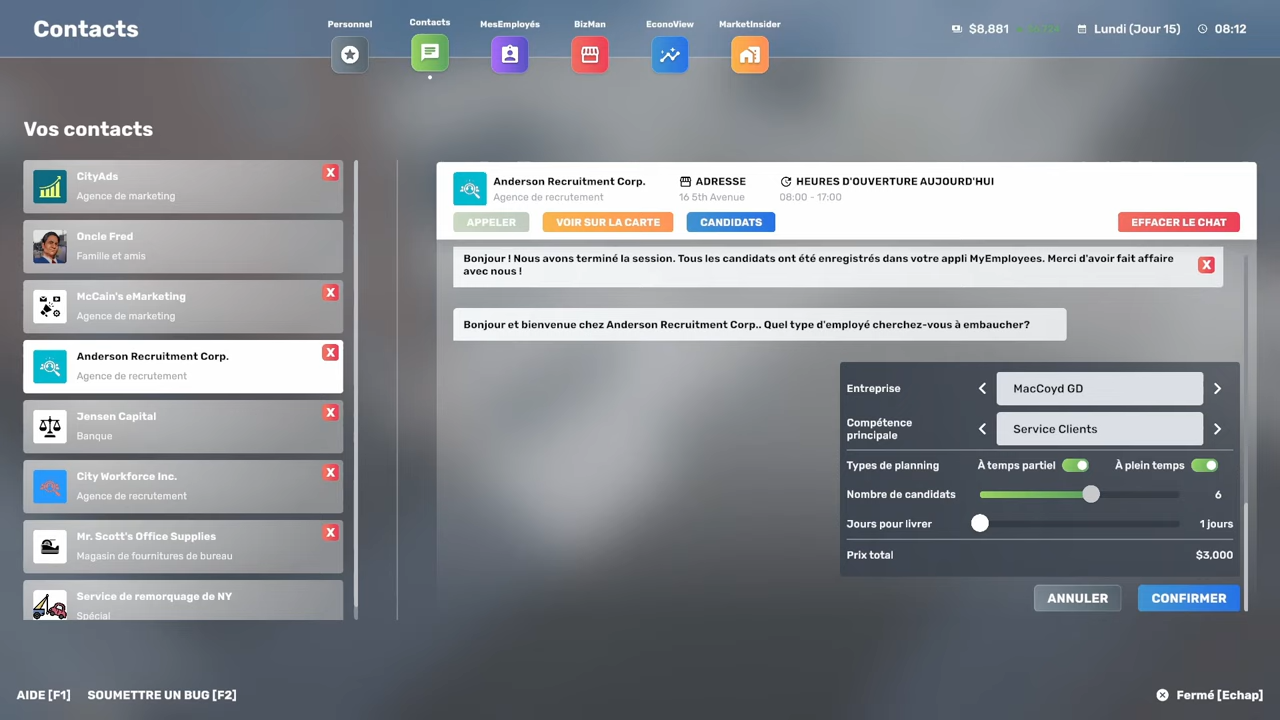 Contacts
Personnel
Contacts
MesEmployés
BizMan
EconoView
MarketInsider
$8,881
Lundi (Jour 15)
08:12
Vos contacts
CityAds
Agence de marketing
X
Oncle Fred
Famille et amis
McCain's eMarketing
Agence de marketing
X
Anderson Recruitment Corp.
Agence de recrutement
X
Jensen Capital
Banque
X
City Workforce Inc.
Agence de recrutement
X
Mr. Scott's Office Supplies
Magasin de fournitures de bureau
X
Service de remorquage de NY
Spécial
Anderson Recruitment Corp.
Agence de recrutement
ADRESSE
16 5th Avenue
HEURES D'OUVERTURE AUJOURD'HUI
08:00 - 17:00
APPELER
VOIR SUR LA CARTE
CANDIDATS
EFFACER LE CHAT
Bonjour ! Nous avons terminé la session. Tous les candidats ont été enregistrés dans votre appli MyEmployees. Merci d'avoir fait affaire
avec nous !
X
Bonjour et bienvenue chez Anderson Recruitment Corp.. Quel type d'employé cherchez-vous à embaucher?
Entreprise
MacCoyd GD
Compétence
principale
Service Clients
Types de planning
À temps partiel
À plein temps
Nombre de candidats
6
Jours pour livrer
1 jours
Prix total
$3,000
ANNULER
CONFIRMER
AIDE [F1]
SOUMETTRE UN BUG [F2]
Fermé [Echap]